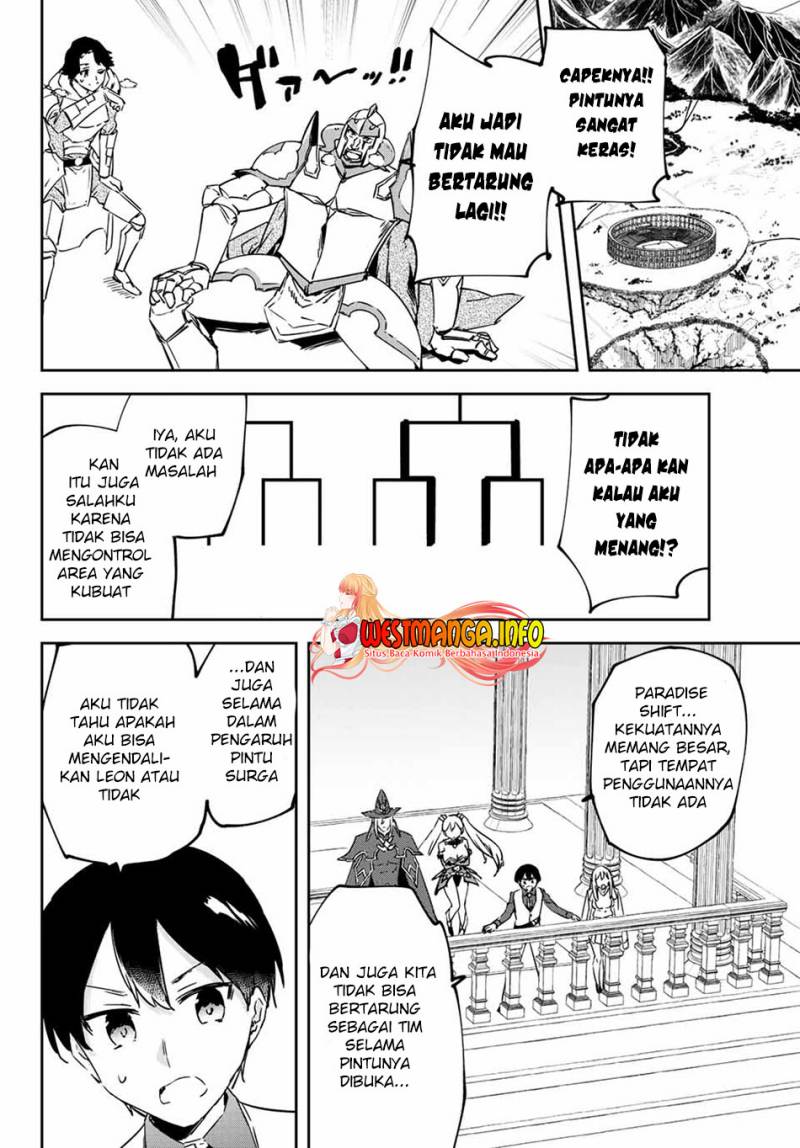 CAPEKNYA!!
PINTUNYA
SANGAT
KERAS!
AKU JADI
TIDAK MAU
BERTARUNG
LAGI!!
ゲァ〜ッ!!
TIDAK
APA-APA KAN
KALAU AKU
YANG
MENANG!?
IYA, AKU
TIDAK ADA
MASALAH
KAN
ITU JUGA
SALAHKU
KARENA
TIDAK BISA
MENGONTROL
AREA YANG
KUBUAT
WESTMANGA.INFO
Situs Baca Komik Berbahasa Indonesia
PARADISE
SHIFT...
KEKUATANNYA
MEMANG BESAR,
TAPI TEMPAT
PENGGUNAANNYA
TIDAK ADA
DAN JUGA KITA
TIDAK BISA
BERTARUNG
SEBAGAI TIM
SELAMA
PINTUNYA
DIBUKA...
...DAN
JUGA
SELAMA
DALAM
PENGARUH
PINTU
SURGA
AKU TIDAK
TAHU APAKAH
AKU BISA
MENGENDALI-
KAN LEON ATAU
TIDAK